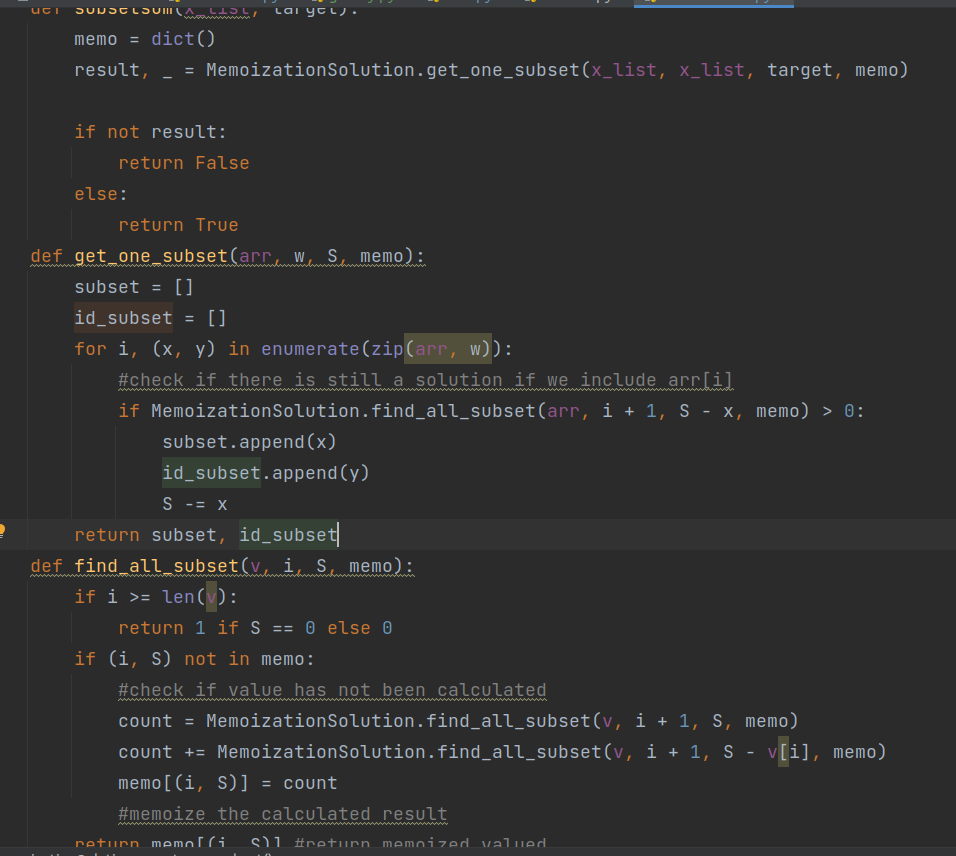 def subsetsum(x_list, target):
    memo = dict()
    result, _ = MemoizationSolution.get_one_subset(x_list, x_list, target, memo)
    if not result:
        return False
    else:
        return True
def get_one_subset(arr, w, S, memo):
    subset = []
    id_subset = []
    for i, (x, y) in enumerate(zip(arr, w)):
        #check if there is still a solution if we include arr[i]
        if MemoizationSolution.find_all_subset(arr, i + 1, S - x, memo) > 0:
            subset.append(x)
            id_subset.append(y)
            S -= x
    return subset, id_subset
def find_all_subset(v, i, S, memo):
    if i >= len(v):
        return 1 if S == 0 else 0
    if (i, S) not in memo:
        #check if value has not been calculated
        count = MemoizationSolution.find_all_subset(v, i + 1, S, memo)
        count += MemoizationSolution.find_all_subset(v, i + 1, S - v[i], memo)
        memo[(i, S)] = count
        #memoize the calculated result
    return memo[(i, S)] #return memoized valued